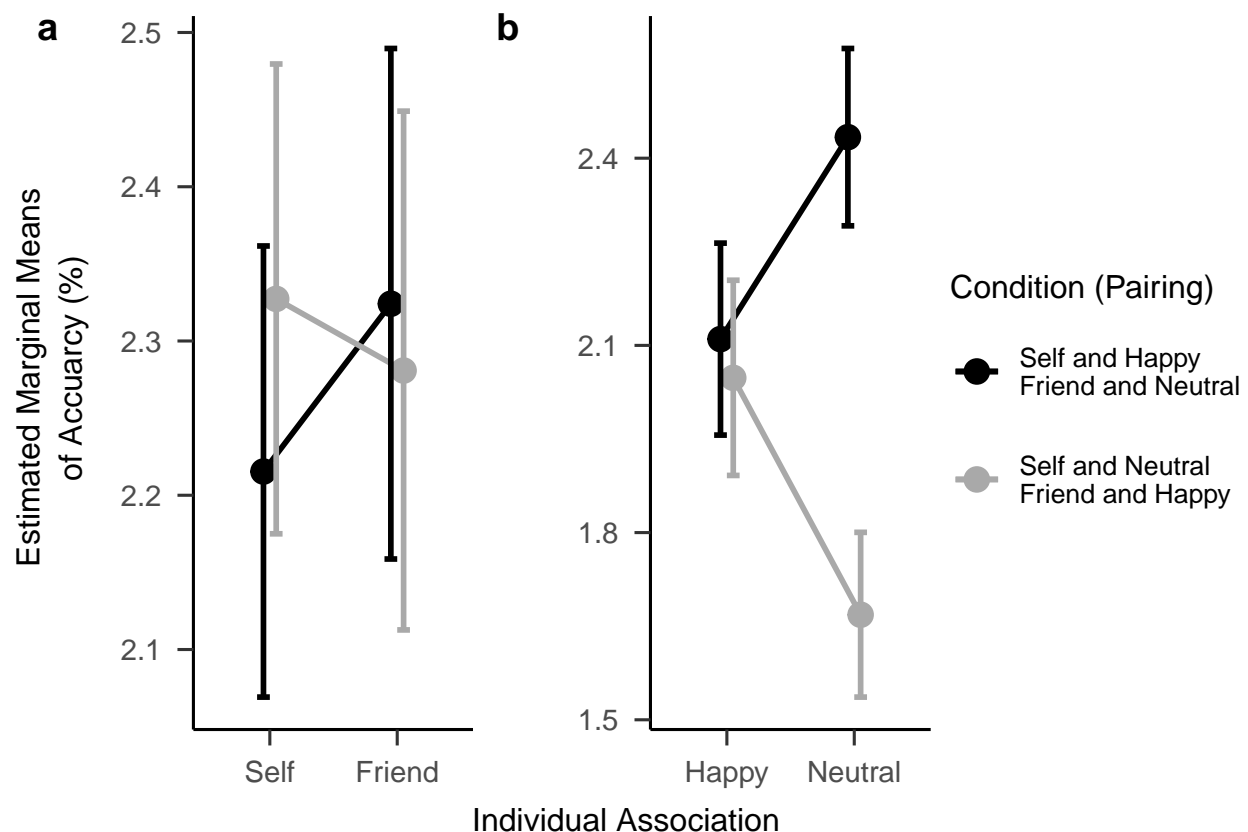 a
b
2.5
2.4
2.3
2.2
2.1
2.4
2.1
1.8
1.5
Estimated Marginal Means
of Accuarcy (%)
Self Friend
Happy Neutral
Individual Association
Condition (Pairing)
Self and Happy
Friend and Neutral
Self and Neutral
Friend and Happy